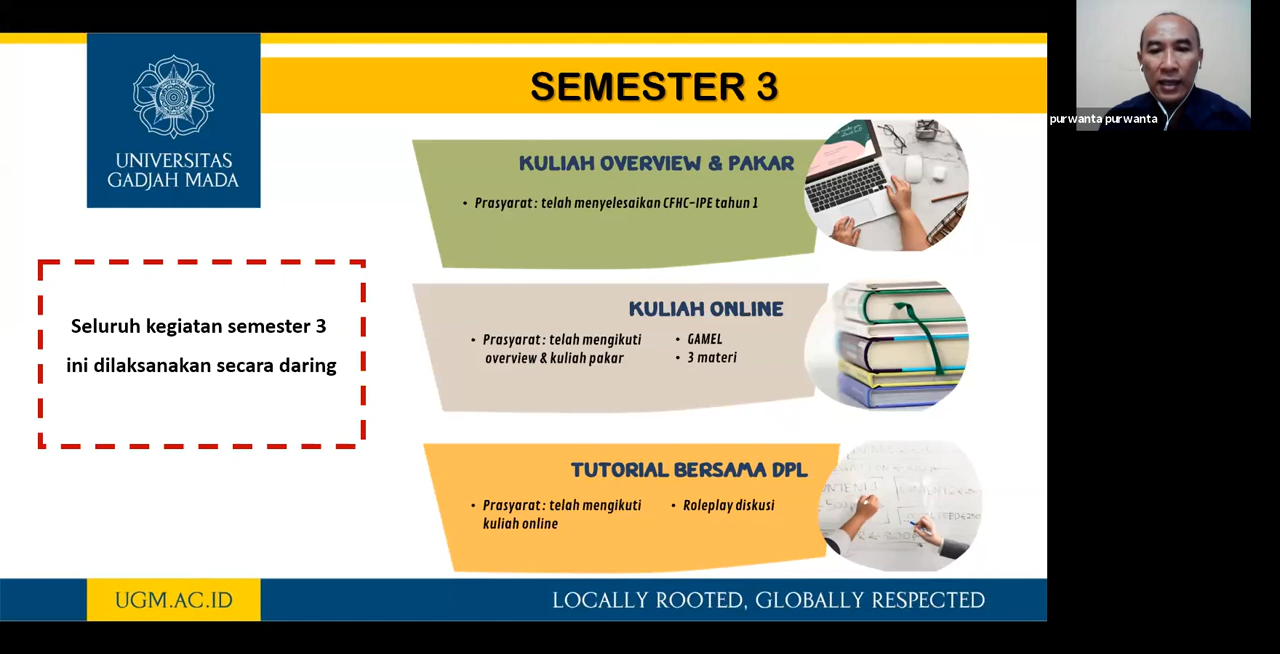 SEMESTER 3
UNIVERSITAS
GADJAH MADA
purwanta purwanta
KULIAH OVERVIEW & PAKAR
• Prasyarat : telah menyelesaikan CFHC-IPE tahun 1
Seluruh kegiatan semester 3
ini dilaksanakan secara daring
KULIAH ONLINE
• Prasyarat : telah mengikuti
overview & kuliah pakar
• GAMEL
• 3 materi
TUTORIAL BERSAMA DPL
• Prasyarat : telah mengikuti
kuliah online
• Roleplay diskusi
UGM.AC.ID
LOCALLY ROOTED, GLOBALLY RESPECTED